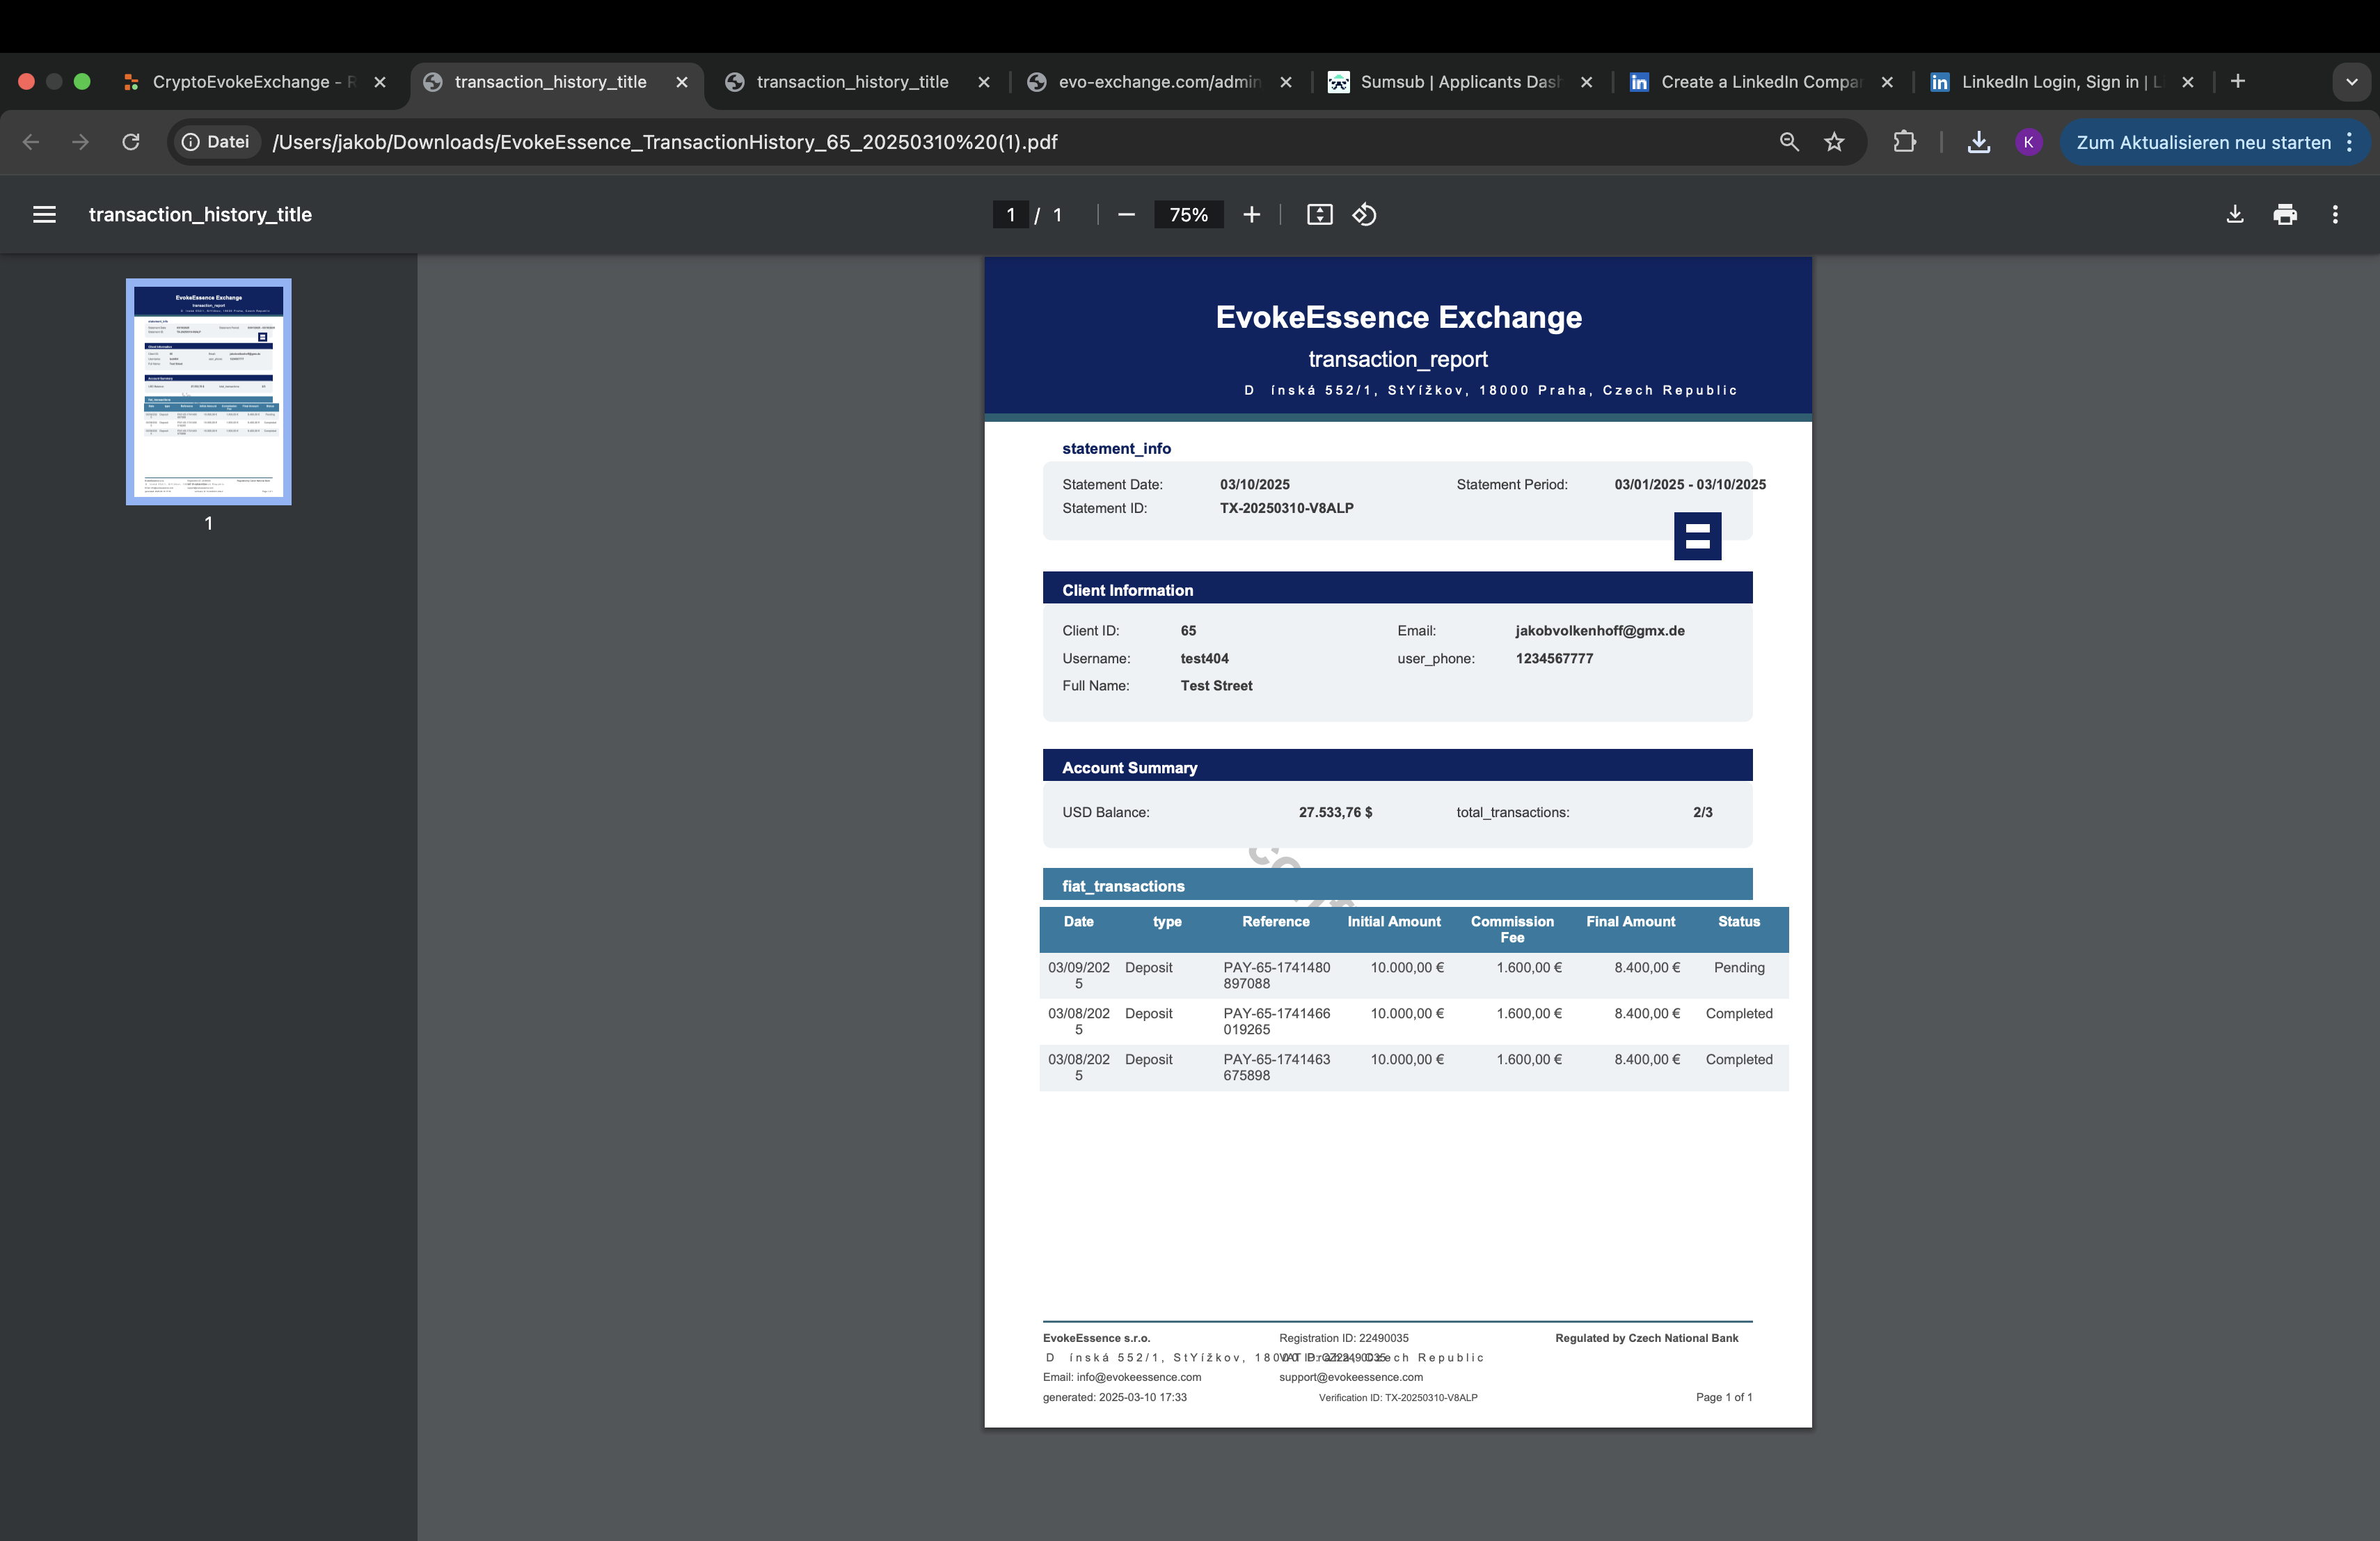 CryptoEvokeExchange - R
transaction_history_title
transaction_history_title
evo-exchange.com/admin
Sumsub | Applicants Dash
Create a LinkedIn Compan
LinkedIn Login, Sign in | L
Datei /Users/jakob/Downloads/EvokeEssence_TransactionHistory_65_20250310%20(1).pdf
K
Zum Aktualisieren neu starten
transaction_history_title
1 / 1
75%
1
EvokeEssence Exchange
transaction_report
D ínská 552/1, StYížkov, 18000 Praha, Czech Republic
statement_info
Statement Date: 03/10/2025 Statement Period: 03/01/2025 - 03/10/2025
Statement ID: TX-20250310-V8ALP
Client Information
Client ID: 65 Email: jakobvolkenhoff@gmx.de
Username: test404 user_phone: 1234567777
Full Name: Test Street
Account Summary
USD Balance: 27.533,76 $ total_transactions: 2/3
fiat_transactions
Date type Reference Initial Amount Commission Fee Final Amount Status
03/09/2025 Deposit PAY-65-1741480897088 10.000,00 € 1.600,00 € 8.400,00 € Pending
03/08/2025 Deposit PAY-65-1741466019265 10.000,00 € 1.600,00 € 8.400,00 € Completed
03/08/2025 Deposit PAY-65-1741463675898 10.000,00 € 1.600,00 € 8.400,00 € Completed
EvokeEssence s.r.o. Registration ID: 22490035 Regulated by Czech National Bank
D ínská 552/1, StYížkov, 18000 Praha, Czech Republic VAT ID: CZ22490035
Email: info@evokeessence.com support@evokeessence.com
generated: 2025-03-10 17:33 Verification ID: TX-20250310-V8ALP Page 1 of 1